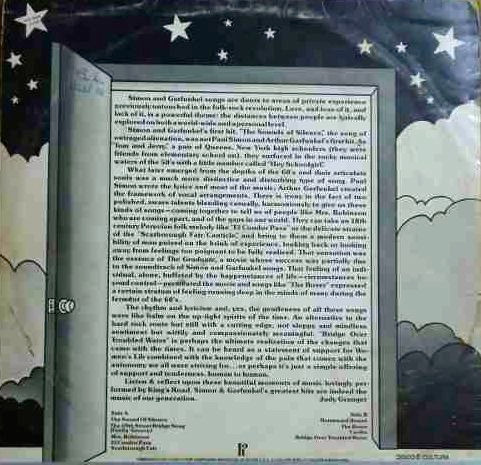 Simon and Garfunkel songs are doors to areas of private experience
previously untouched in the folk-rock revolution. Love, and loss of it, and
lack of it, is a powerful theme: the distances between people are lyrically
explored on both a world-wide and a personal level.
Simon and Garfunkel's first hit, "The Sounds of Silence," the song of
outraged alienation, was not Paul Simon and Arthur Garfunkel's first hit. As
"Tom and Jerry," a pair of Queens, New York high schoolers (they were
friends from elementary school on), they surfaced in the rocky musical
waters of the 50's with a little number called "Hey Schoolgirl."
What later emerged from the depths of the 60's and their articulate
souls was a much more distinctive and disturbing type of song. Paul
Simon wrote the lyrics and most of the music, Arthur Garfunkel created
the framework of vocal arrangements. There is irony in the fact of two
polished, aware talents blending casually, harmoniously, to give us these
kinds of songs—coming together to tell us of people like Mrs. Robinson
who are coming apart, and of the gaps in our world. They can take an 18th
century Peruvian folk melody like "El Condor Pasa" or the delicate strains
of the "Scarborough Fair/Canticle," and bring to them a modern sensi-
bility of man poised on the brink of experience, looking back or looking
away from feelings too poignant to be fully realized. That sensation was
the essence of The Graduate, a movie whose success was partially due
to the soundtrack of Simon and Garfunkel songs. That feeling of an indi-
vidual, alone, buffeted by the happenstances of life—circumstances be-
yond control—permeated the music and songs like "The Boxer" expressed
a certain strain of feeling running deep in the minds of many during the
fermdor of the 60's.
The rhythm and lyricism and, yes, the gentleness of all these songs
were like balm on the up-tight spirits of the time. An alternative to the
hard rock route but still with a cutting edge, not sloppy and mindless
sentiment but wittily and compassionately meaningful. "Bridge Over
Troubled Water" is perhaps the ultimate realization of the changes that
came with the times. It can be heard as a statement of support for Wo-
men's Life combined with the knowledge of the pain that comes with the
autonomy we all were striving for...or perhaps it's just a simple offering
of support and tenderness, human to human.
Listen & reflect upon these beautiful moments of music, lovingly per-
formed by King's Road. Simon & Garfunkel's greatest hits are indeed the
music of our generation.
Judy Granger
Side A
The Sound Of Silence
The 59th Street Bridge Song
(Feelin' Groovy)
Mrs. Robinson
El Condor Pasa
Scarborough Fair
Side B
Homeward Bound
The Boxer
Cecilia
Bridge Over Troubled Water
DISCO É CULTURA